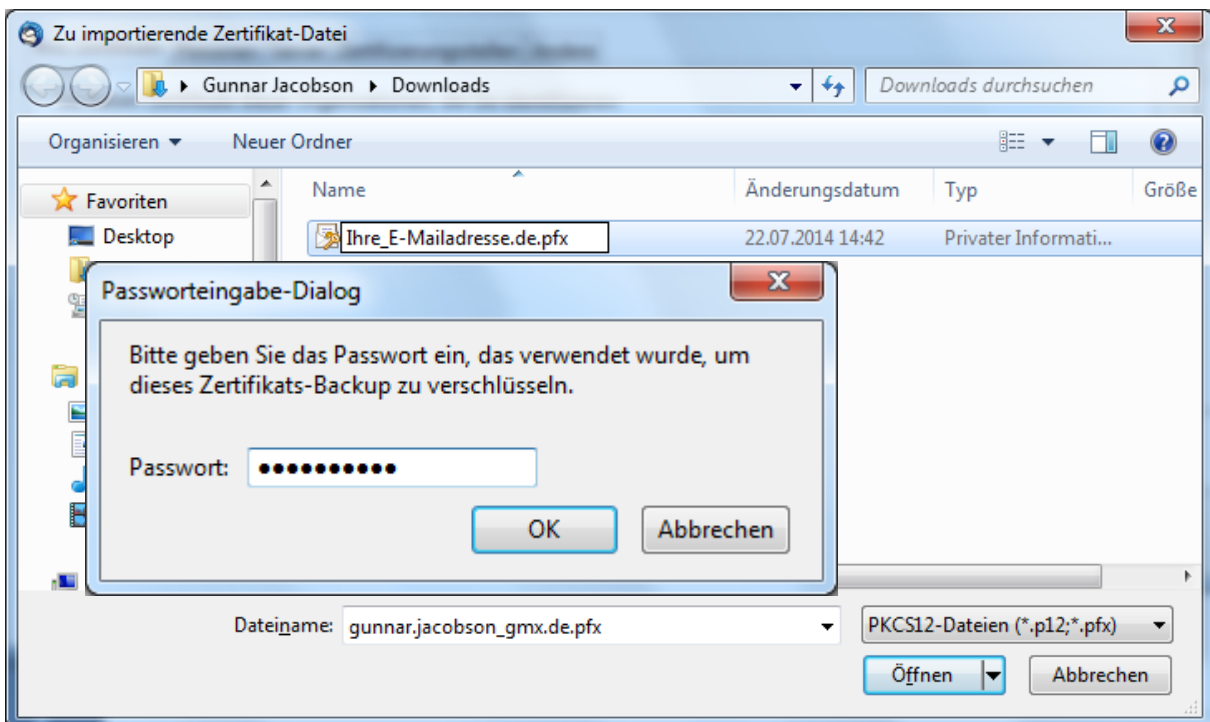 Zu importierende Zertifikat-Datei
Gunnar Jacobson ▸ Downloads
Downloads durchsuchen
Organisieren
Neuer Ordner
Name
Änderungsdatum
Typ
Größe
Favoriten
Desktop
Ihre_E-Mailadresse.de.pfx
22.07.2014 14:42
Privater Informati...
Passworteingabe-Dialog
Bitte geben Sie das Passwort ein, das verwendet wurde, um
dieses Zertifikats-Backup zu verschlüsseln.
Passwort: ●●●●●●●●●●
OK
Abbrechen
Dateiname: gunnar.jacobson_gmx.de.pfx
PKCS12-Dateien (*.p12;*.pfx)
Öffnen
Abbrechen